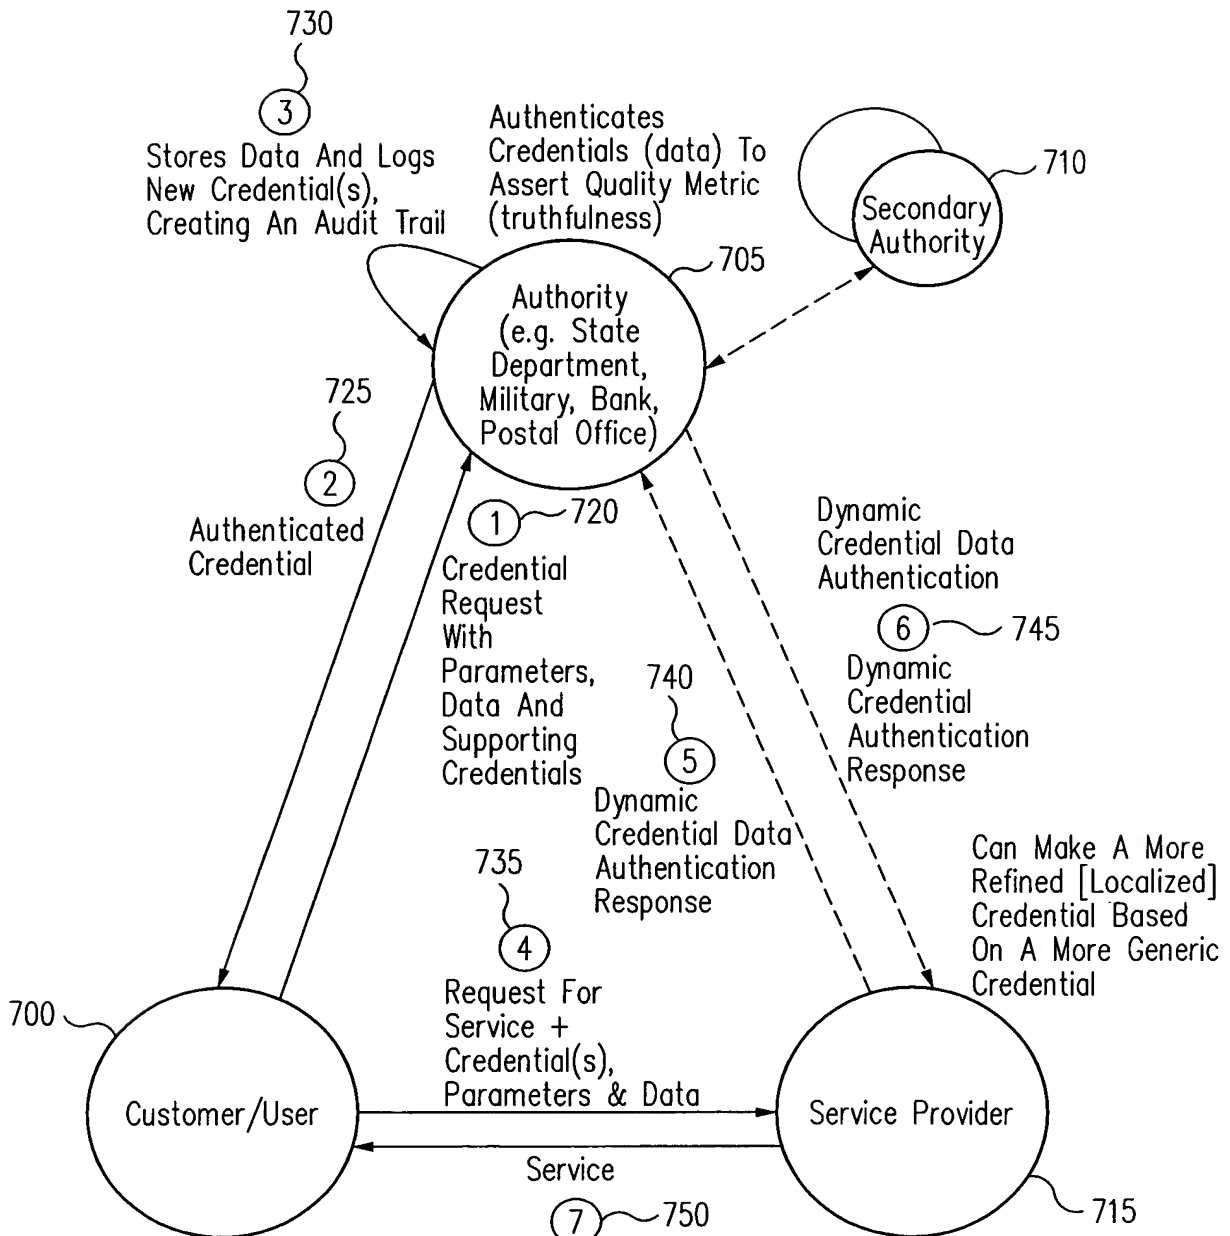 730
3
Stores Data And Logs
New Credential(s),
Creating An Audit Trail
Authenticates
Credentials (data) To
Assert Quality Metric
(truthfulness)
710
Secondary
Authority
705
Authority
(e.g. State
Department,
Military, Bank,
Postal Office)
725
2
Authenticated
Credential
1
720
Credential
Request
With
Parameters,
Data And
Supporting
Credentials
Dynamic
Credential Data
Authentication
6
745
Dynamic
Credential
Authentication
Response
740
5
Dynamic
Credential Data
Authentication
Response
Can Make A More
Refined [Localized]
Credential Based
On A More Generic
Credential
735
4
Request For
Service +
Credential(s),
Parameters & Data
700
Customer/User
Service Provider
Service
7
750
715